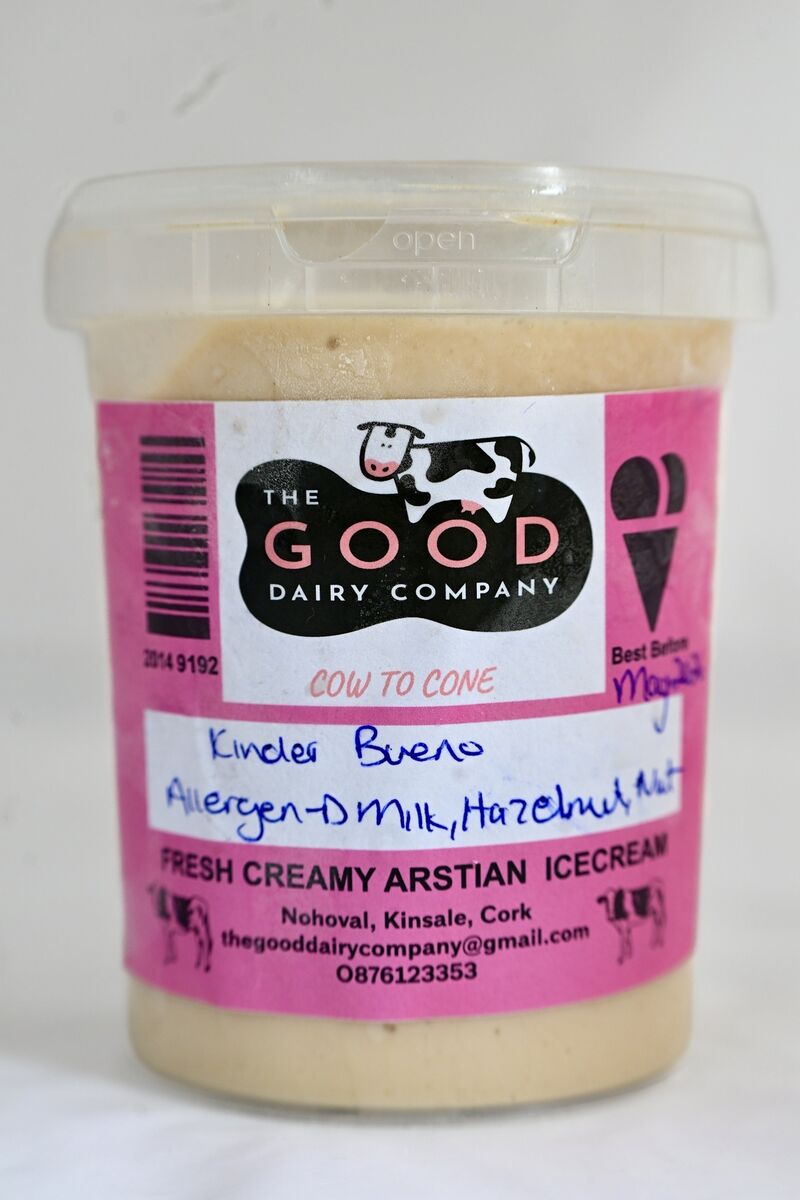 open
THE
GOOD
DAIRY COMPANY
COW TO CONE
2014 9192
Best Before
Kinder Bueno
Allergen-D Milk, Hazelnut, Nut
FRESH CREAMY ARSTIAN ICECREAM
Nohoval, Kinsale, Cork
thegooddairycompany@gmail.com
0876123353